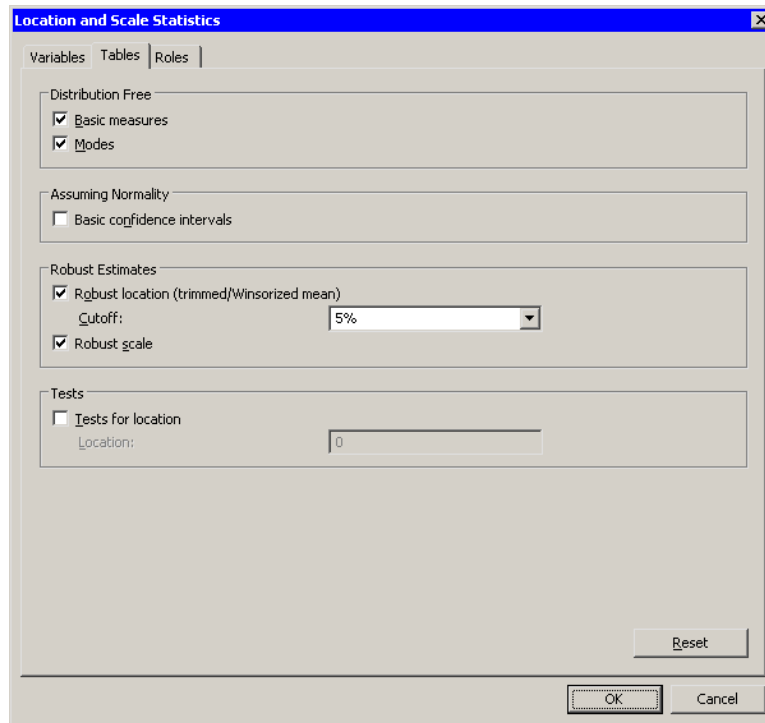 Location and Scale Statistics
Variables Tables Roles
Distribution Free
Basic measures
Modes
Assuming Normality
Basic confidence intervals
Robust Estimates
Robust location (trimmed/Winsorized mean)
Cutoff: 5%
Robust scale
Tests
Tests for location
Location: 0
Reset
OK Cancel